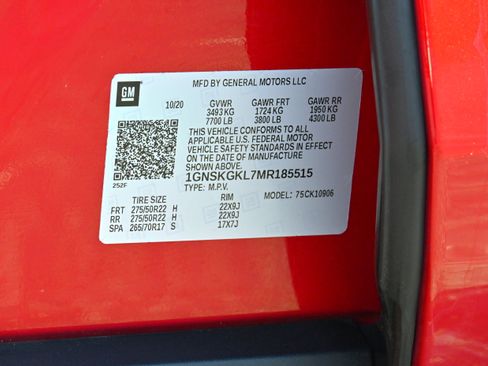 MFD BY GENERAL MOTORS LLC
GM
10/20 GVWR GAWR FRT GAWR RR
3493 KG 1724 KG 1950 KG
7700 LB 3800 LB 4300 LB
THIS VEHICLE CONFORMS TO ALL
APPLICABLE U.S. FEDERAL MOTOR
VEHICLE SAFETY STANDARDS IN EFFECT
ON THE DATE OF MANUFACTURE
SHOWN ABOVE.
1GNSKGKL7MR185515
252F
TYPE: M.P.V.
TIRE SIZE RIM MODEL: 75CK10906
FRT 275/50R22 H 22X9J
RR 275/50R22 H 22X9J
SPA 265/70R17 S 17X7J